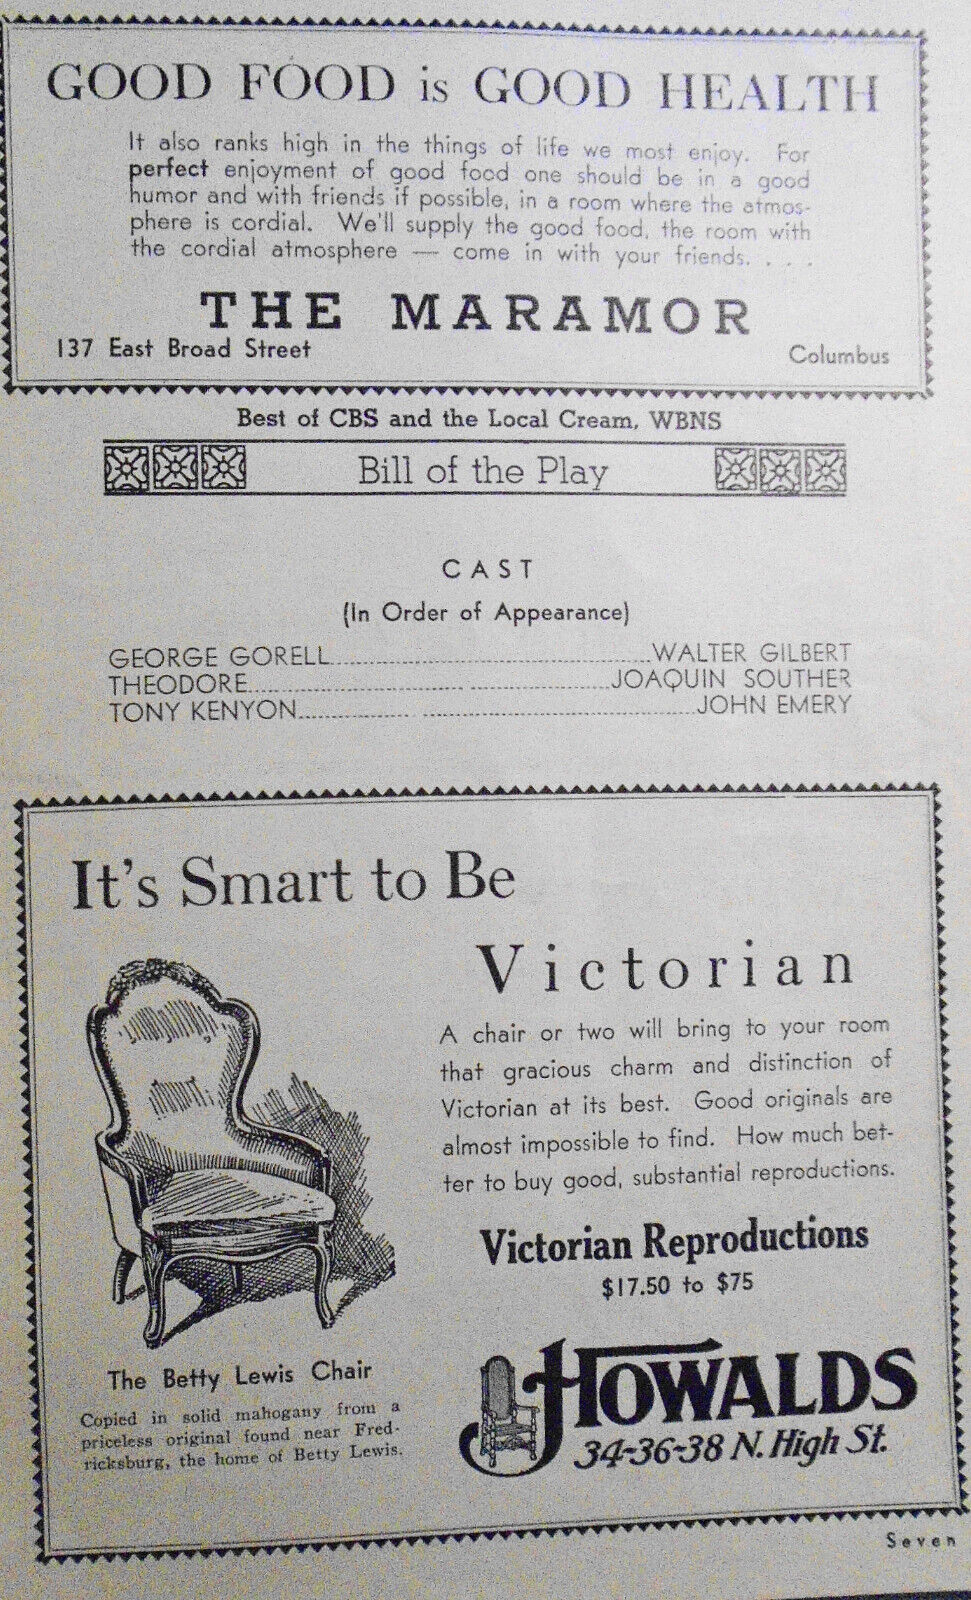 GOOD FOOD is GOOD HEALTH
It also ranks high in the things of life we most enjoy. For
perfect enjoyment of good food one should be in a good
humor and with friends if possible, in a room where the atmos-
phere is cordial. We'll supply the good food, the room with
the cordial atmosphere — come in with your friends. . . .
THE MARAMOR
137 East Broad Street Columbus
Best of CBS and the Local Cream, WBNS
Bill of the Play
CAST
(In Order of Appearance)
GEORGE GORELL WALTER GILBERT
THEODORE JOAQUIN SOUTHER
TONY KENYON JOHN EMERY
It's Smart to Be
Victorian
A chair or two will bring to your room
that gracious charm and distinction of
Victorian at its best. Good originals are
almost impossible to find. How much bet-
ter to buy good, substantial reproductions.
Victorian Reproductions
$17.50 to $75
The Betty Lewis Chair
Copied in solid mahogany from a
priceless original found near Fred-
ricksburg, the home of Betty Lewis.
HOWALDS
34-36-38 N. High St.
Seven